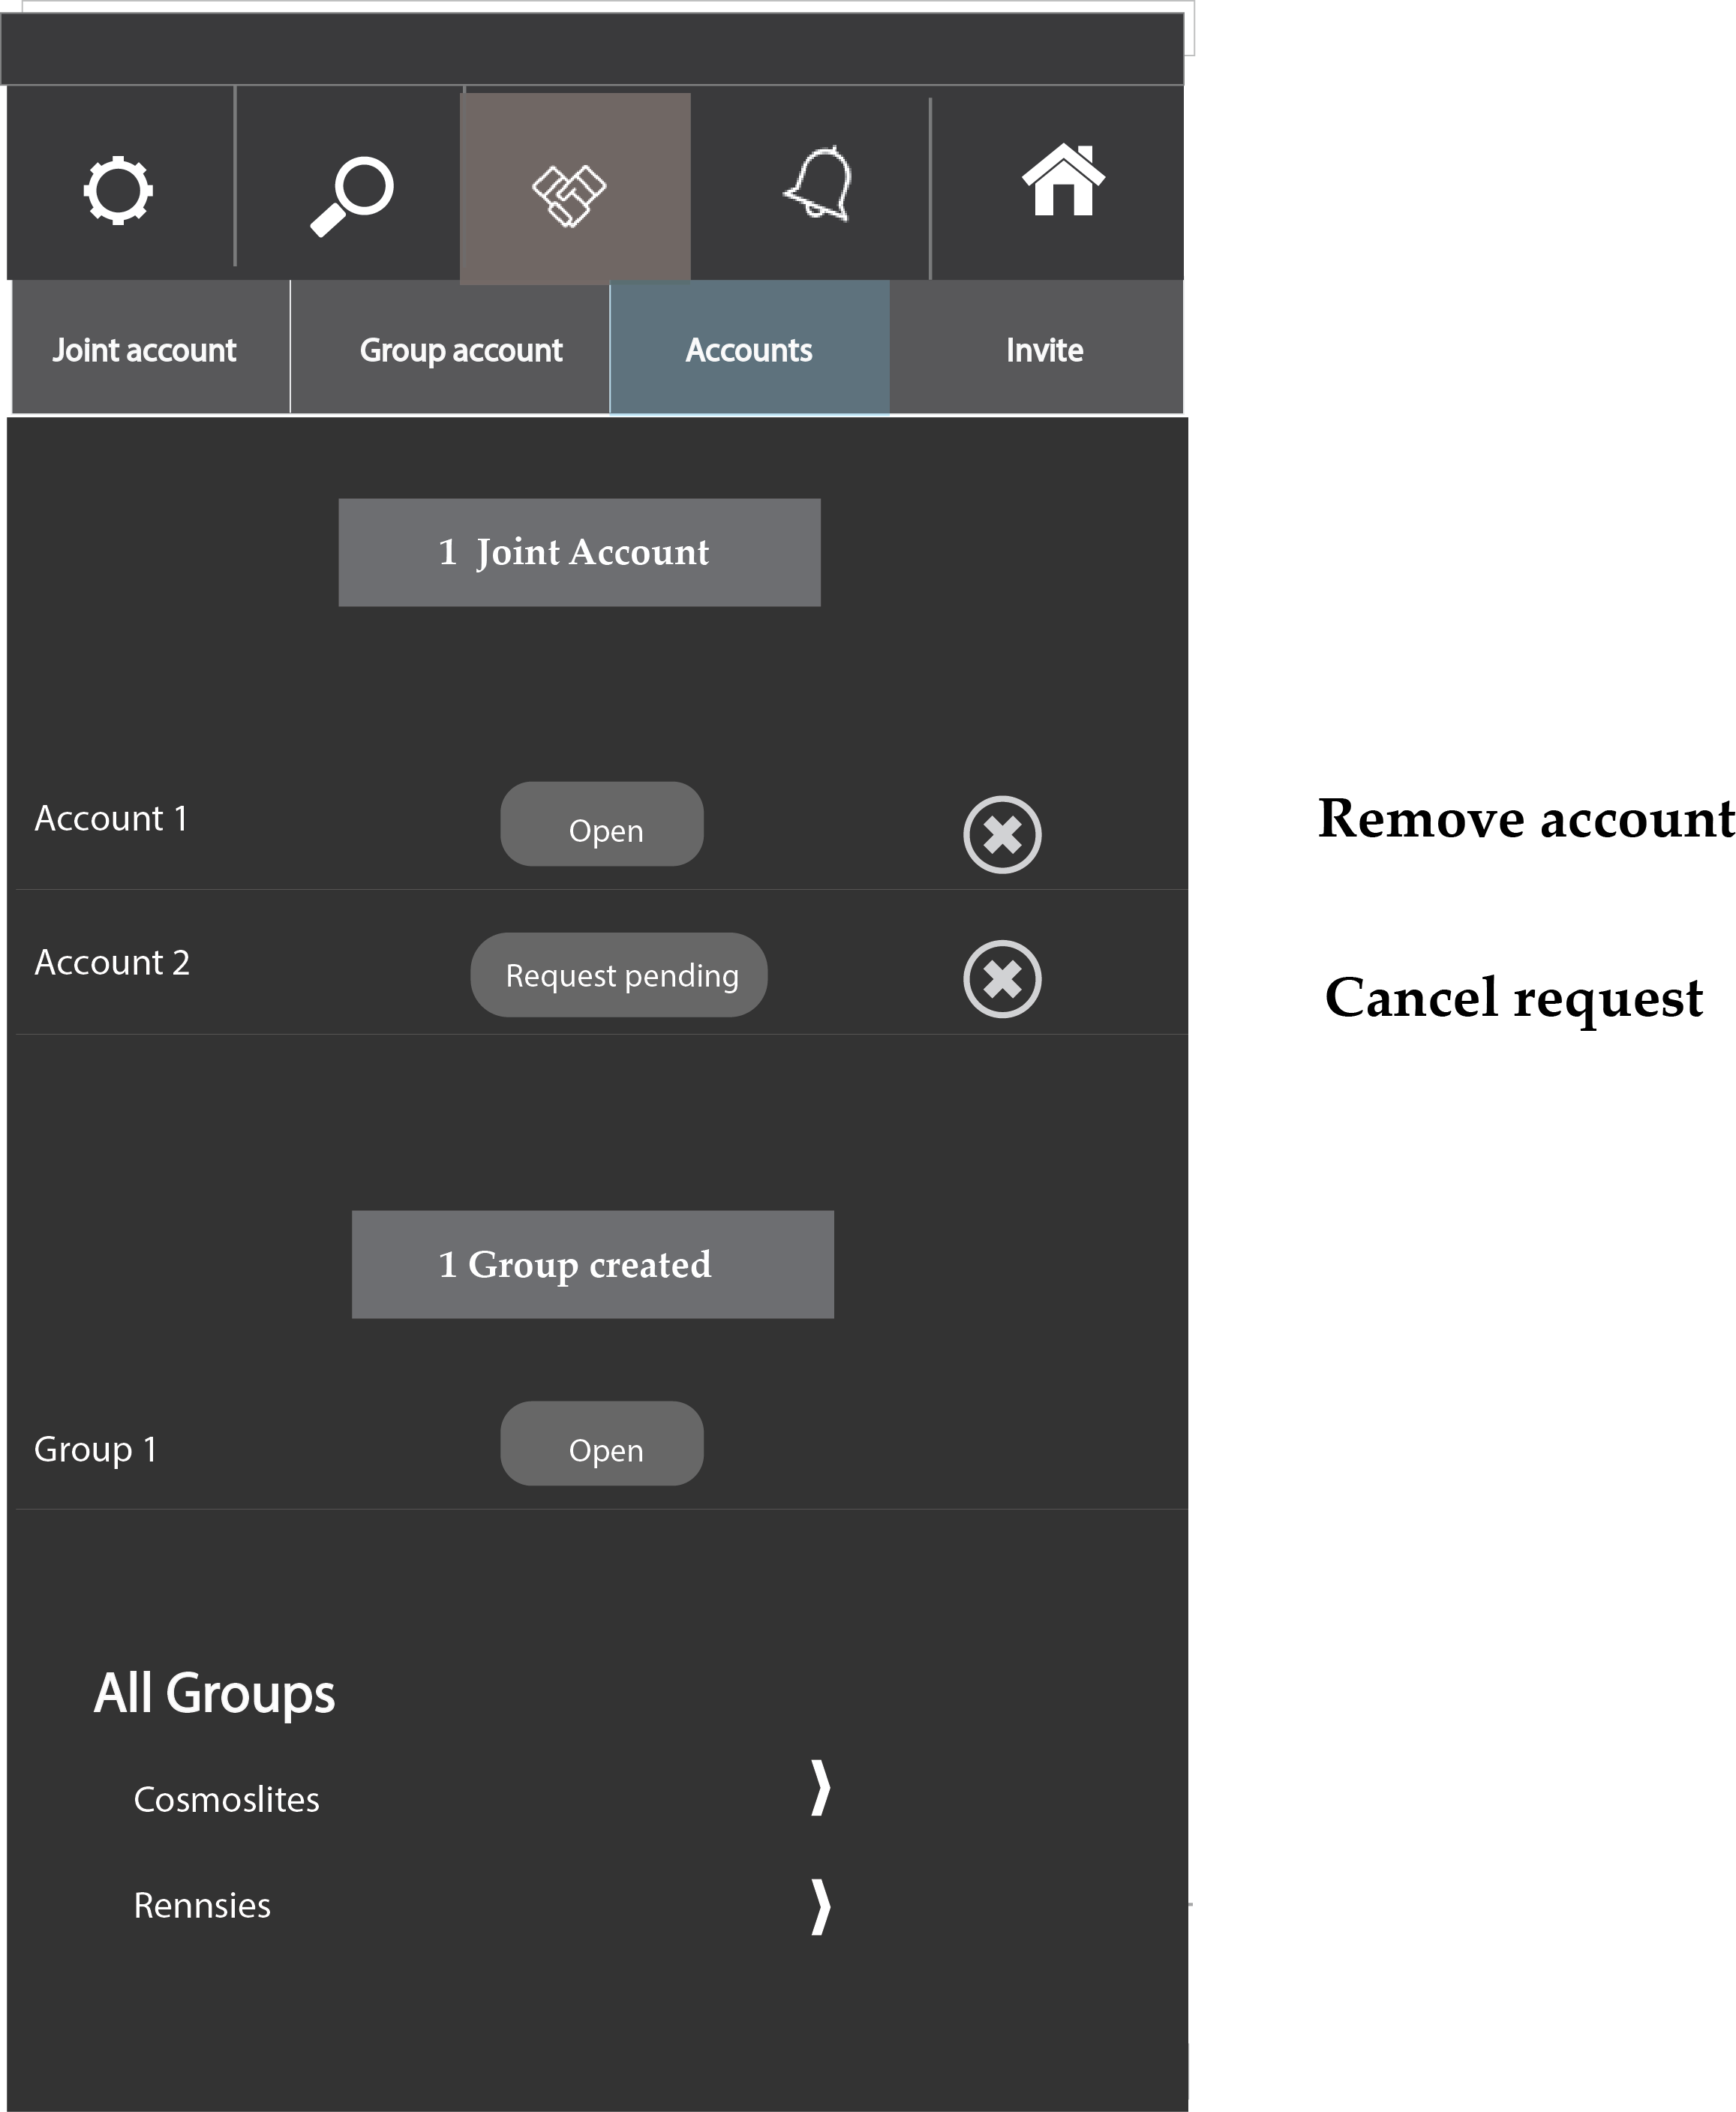 Joint account
Group account
Accounts
Invite
1 Joint Account
Account 1
Open
Remove account
Account 2
Request pending
Cancel request
1 Group created
Group 1
Open
All Groups
Cosmoslites
Rennsies